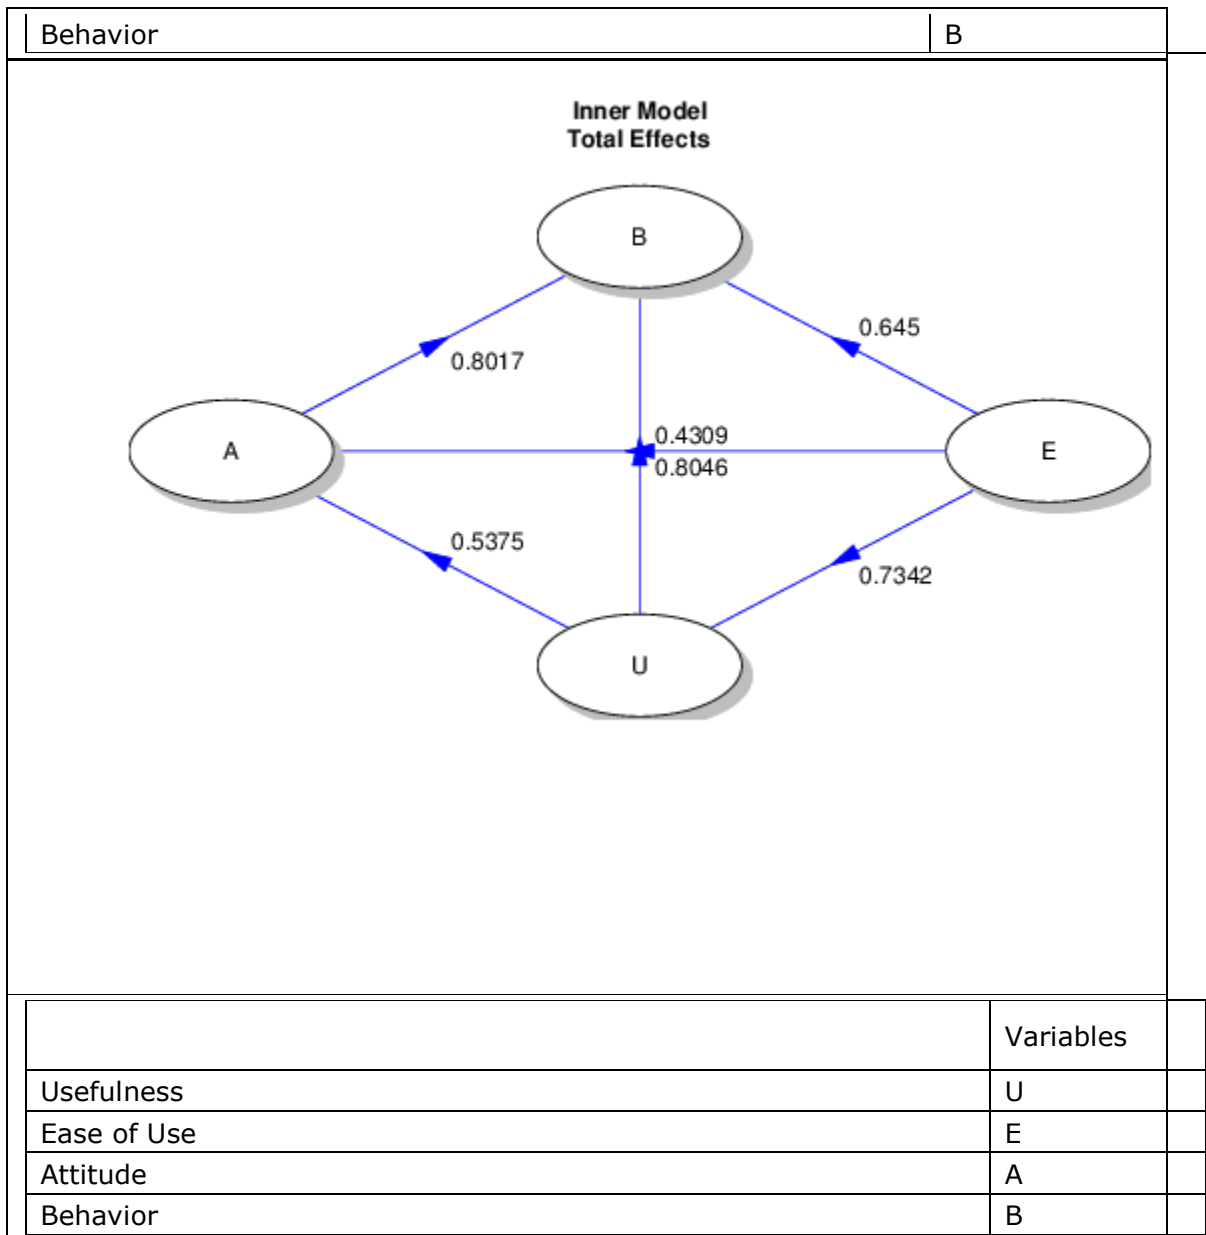 Behavior B
Inner Model
Total Effects
B
0.645
0.8017
0.4309
A E
0.8046
0.5375
0.7342
U
Variables
Usefulness U
Ease of Use E
Attitude A
Behavior B